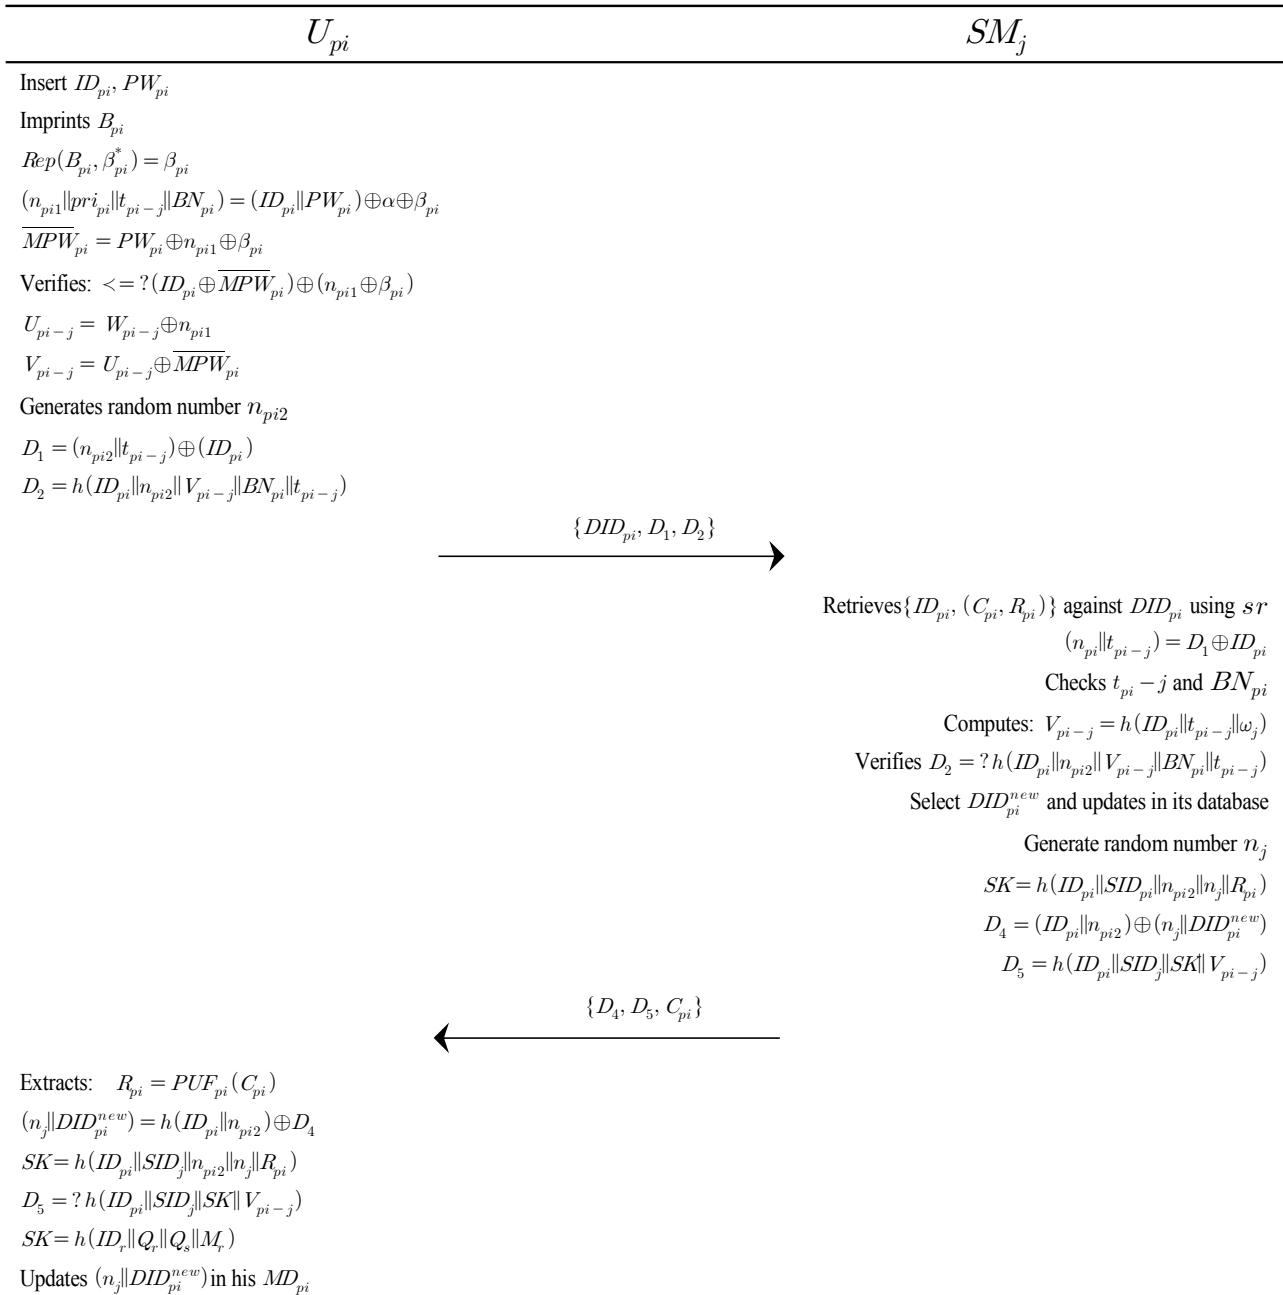 U_{pi} SM_j
Insert ID_{pi}, PW_{pi}
Imprints B_{pi}
Rep(B_{pi}, β_{pi}^{*}) = β_{pi}
(n_{pi1}||pri_{pi}||t_{pi-j}||BN_{pi}) = (ID_{pi}||PW_{pi})⊕α⊕β_{pi}
\overline{MPW}_{pi} = PW_{pi}⊕n_{pi1}⊕β_{pi}
Verifies: <= ?(ID_{pi}⊕\overline{MPW}_{pi})⊕(n_{pi1}⊕β_{pi})
U_{pi-j} = W_{pi-j}⊕n_{pi1}
V_{pi-j} = U_{pi-j}⊕\overline{MPW}_{pi}
Generates random number n_{pi2}
D_1 = (n_{pi2}||t_{pi-j})⊕(ID_{pi})
D_2 = h(ID_{pi}||n_{pi2}||V_{pi-j}||BN_{pi}||t_{pi-j})
{DID_{pi}, D_1, D_2}
Retrieves{ID_{pi}, (C_{pi}, R_{pi})} against DID_{pi} using sr
(n_{pi}||t_{pi-j}) = D_1⊕ID_{pi}
Checks t_{pi}-j and BN_{pi}
Computes: V_{pi-j} = h(ID_{pi}||t_{pi-j}||ω_j)
Verifies D_2 = ?h(ID_{pi}||n_{pi2}||V_{pi-j}||BN_{pi}||t_{pi-j})
Select DID_{pi}^{new} and updates in its database
Generate random number n_j
SK = h(ID_{pi}||SID_{pi}||n_{pi2}||n_j||R_{pi})
D_4 = (ID_{pi}||n_{pi2})⊕(n_j||DID_{pi}^{new})
D_5 = h(ID_{pi}||SID_j||SK||V_{pi-j})
{D_4, D_5, C_{pi}}
Extracts: R_{pi} = PUF_{pi}(C_{pi})
(n_j||DID_{pi}^{new}) = h(ID_{pi}||n_{pi2})⊕D_4
SK = h(ID_{pi}||SID_j||n_{pi2}||n_j||R_{pi})
D_5 = ?h(ID_{pi}||SID_j||SK||V_{pi-j})
SK = h(ID_r||Q_r||Q_s||M_r)
Updates (n_j||DID_{pi}^{new})in his MD_{pi}